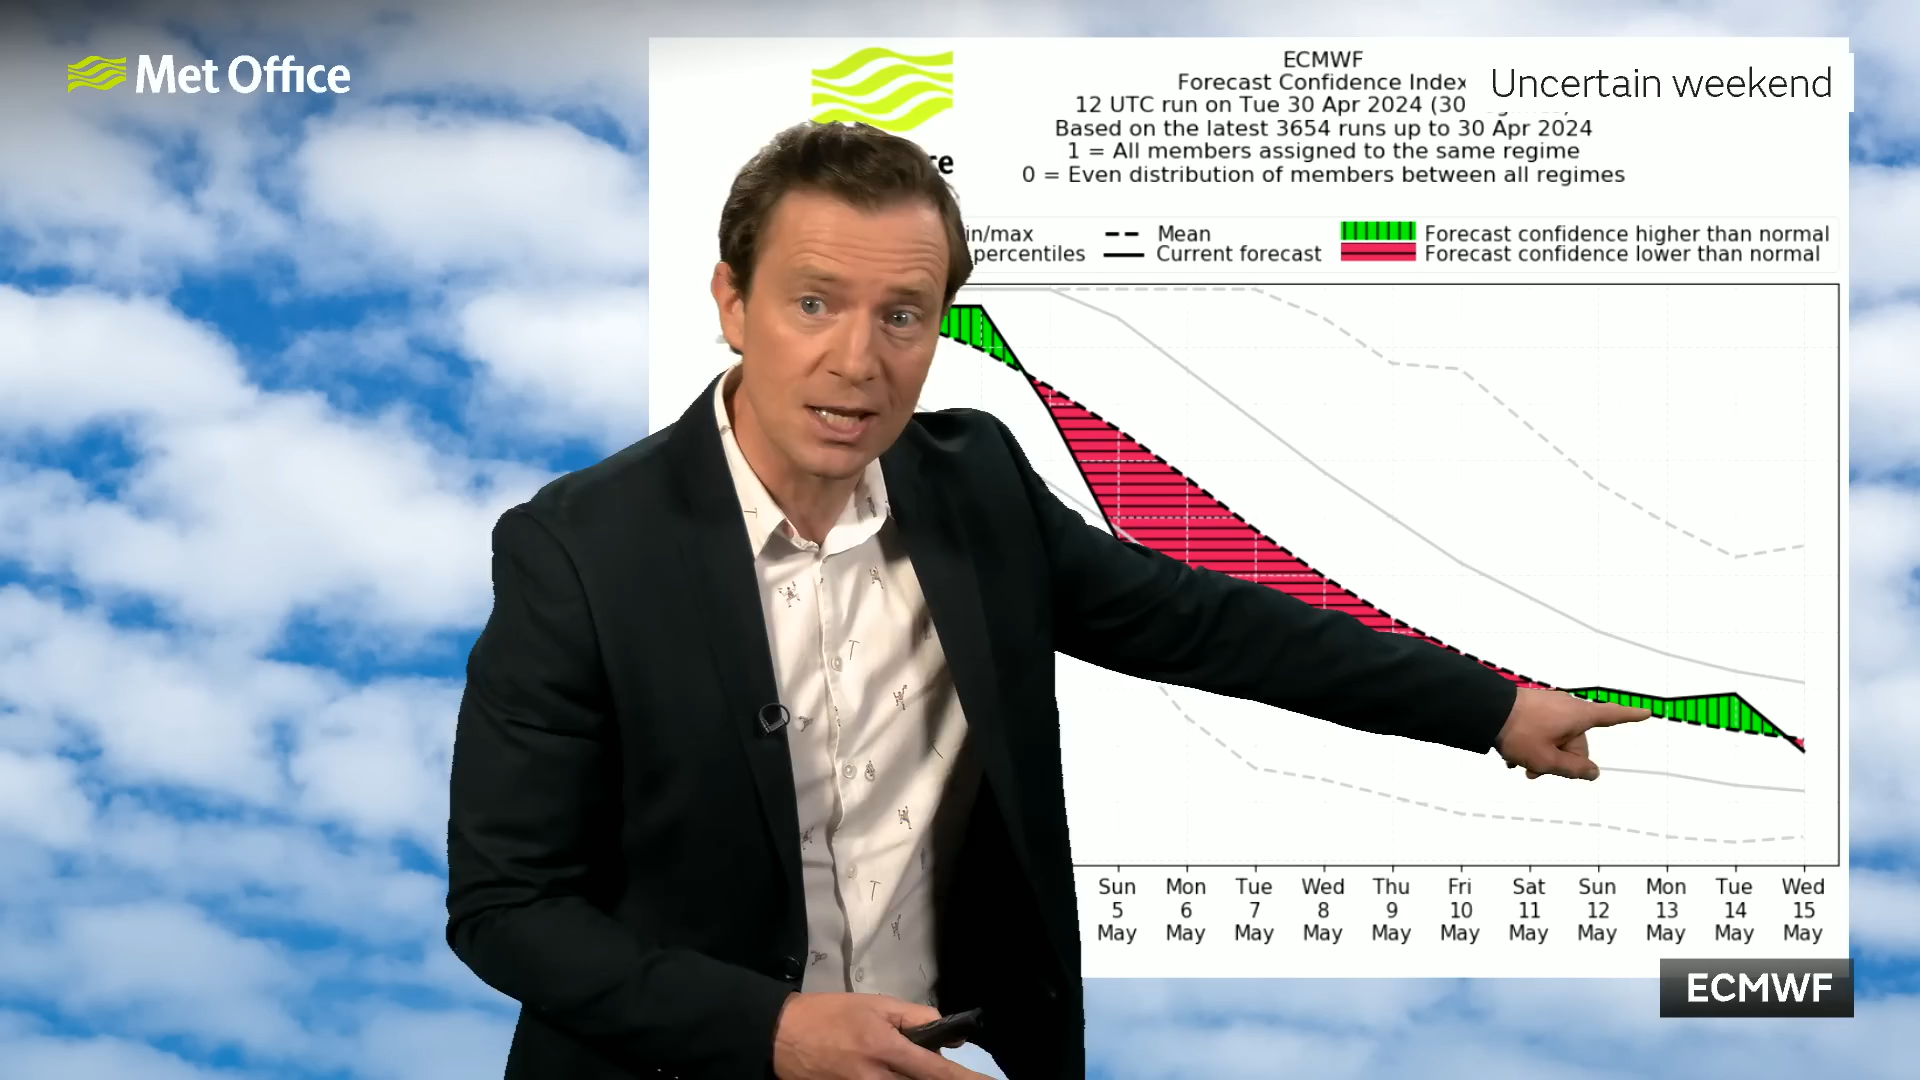 Met Office
Uncertain weekend
ECMWF
Forecast Confidence Index
12 UTC run on Tue 30 Apr 2024 (30
Based on the latest 3654 runs up to 30 Apr 2024
1 = All members assigned to the same regime
0 = Even distribution of members between all regimes
in/max
percentiles
Mean
Current forecast
Forecast confidence higher than normal
Forecast confidence lower than normal
Sun 5 May
Mon 6 May
Tue 7 May
Wed 8 May
Thu 9 May
Fri 10 May
Sat 11 May
Sun 12 May
Mon 13 May
Tue 14 May
Wed 15 May
ECMWF